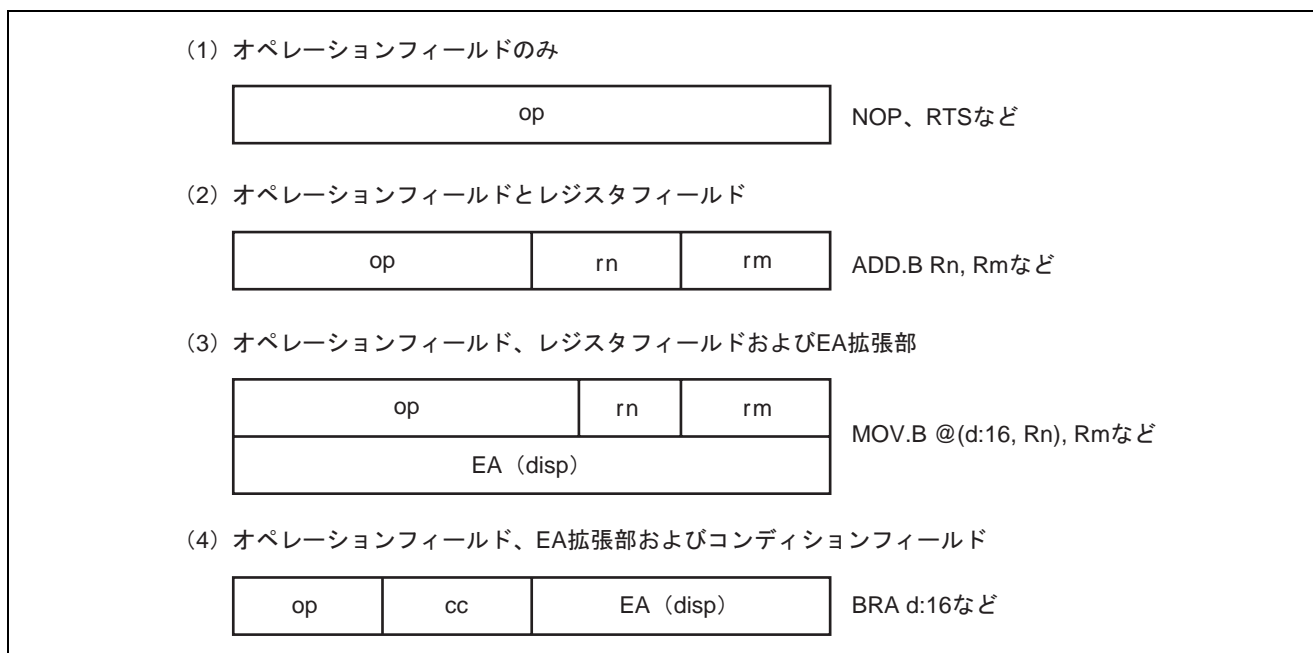 （1）オペレーションフィールドのみ
op
NOP、RTSなど
（2）オペレーションフィールドとレジスタフィールド
op rn rm
ADD.B Rn, Rmなど
（3）オペレーションフィールド、レジスタフィールドおよびEA拡張部
op rn rm
EA（disp）
MOV.B @(d:16, Rn), Rmなど
（4）オペレーションフィールド、EA拡張部およびコンディションフィールド
op cc EA（disp）
BRA d:16など